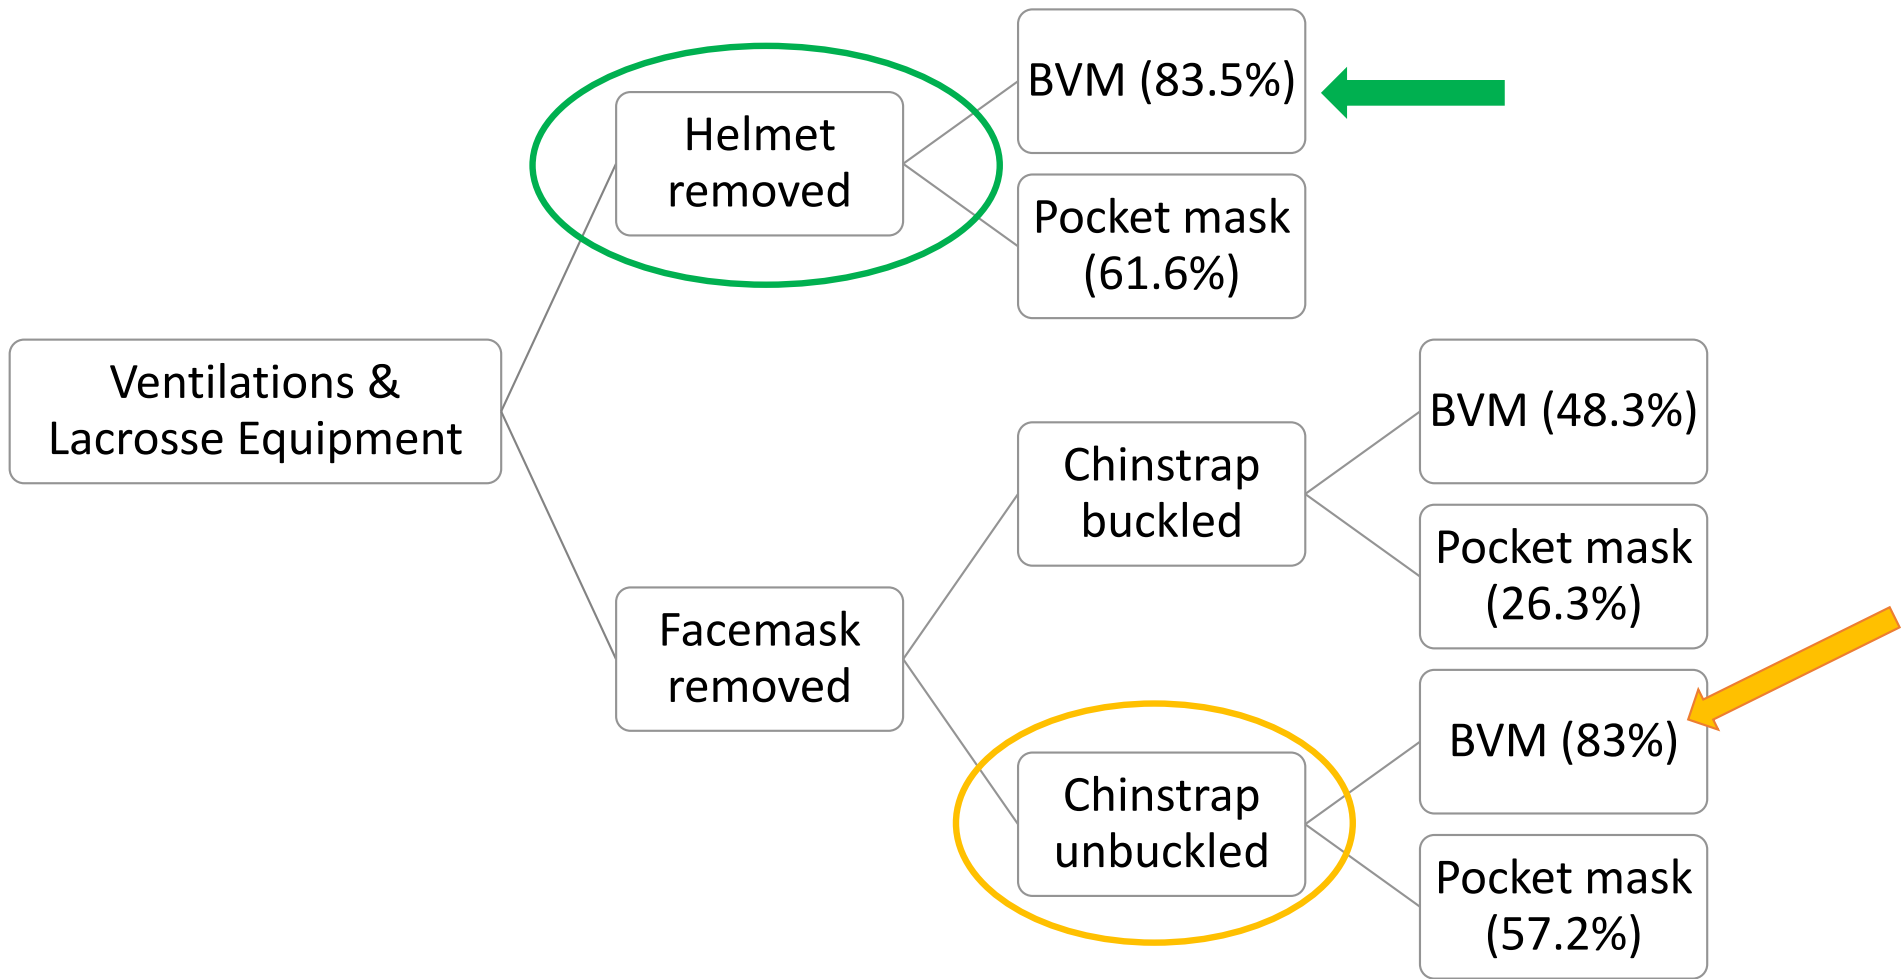 Ventilations &
Lacrosse Equipment
Helmet
removed
BVM (83.5%)
Pocket mask
(61.6%)
Facemask
removed
Chinstrap
buckled
BVM (48.3%)
Pocket mask
(26.3%)
Chinstrap
unbuckled
BVM (83%)
Pocket mask
(57.2%)